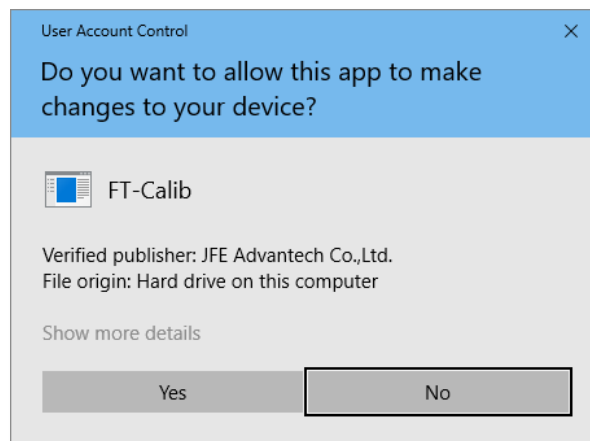 User Account Control
Do you want to allow this app to make
changes to your device?
FT-Calib
Verified publisher: JFE Advantech Co.,Ltd.
File origin: Hard drive on this computer
Show more details
Yes
No